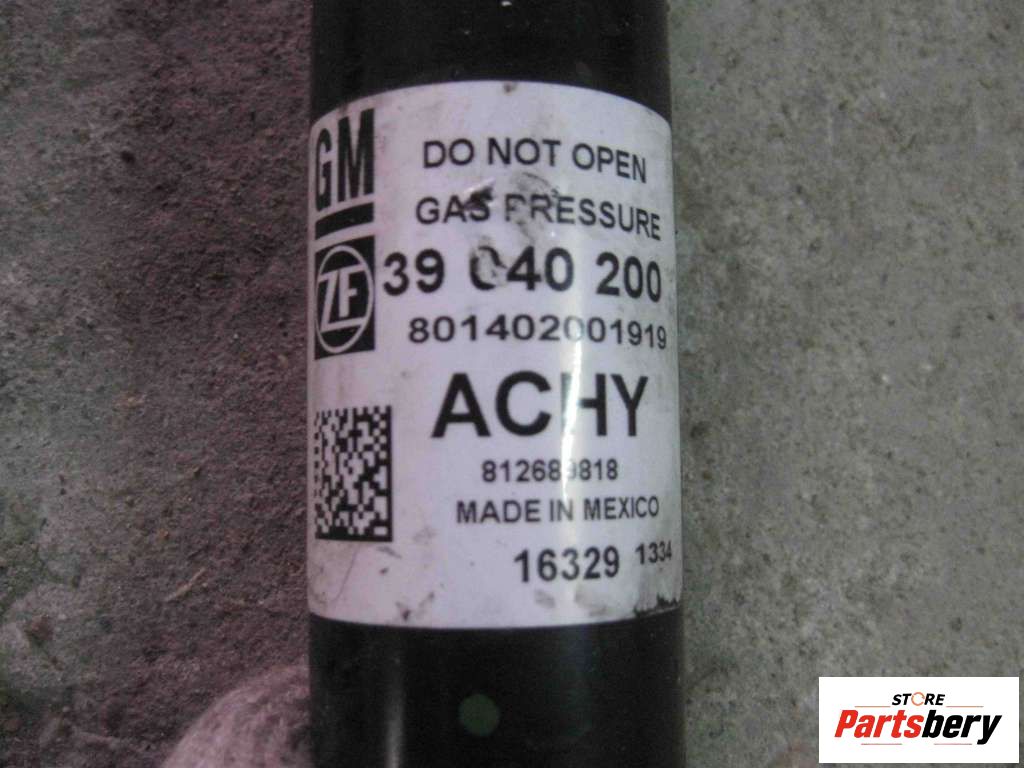 GM
DO NOT OPEN
GAS PRESSURE
ZF
39 040 200
801402001919
ACHY
812689818
MADE IN MEXICO
16329 1334
STORE
Partsbery